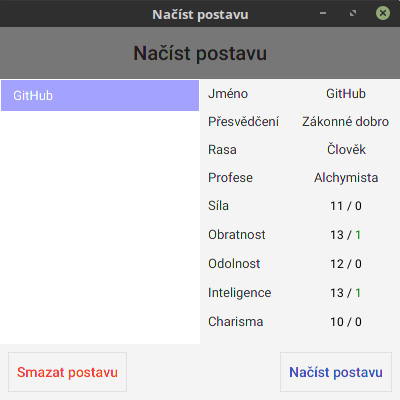 Načíst postavu
Načíst postavu
GitHub
Jméno GitHub
Přesvědčení Zákonné dobro
Rasa Člověk
Profese Alchymista
Síla 11 / 0
Obratnost 13 / 1
Odolnost 12 / 0
Inteligence 13 / 1
Charisma 10 / 0
Smazat postavu Načíst postavu